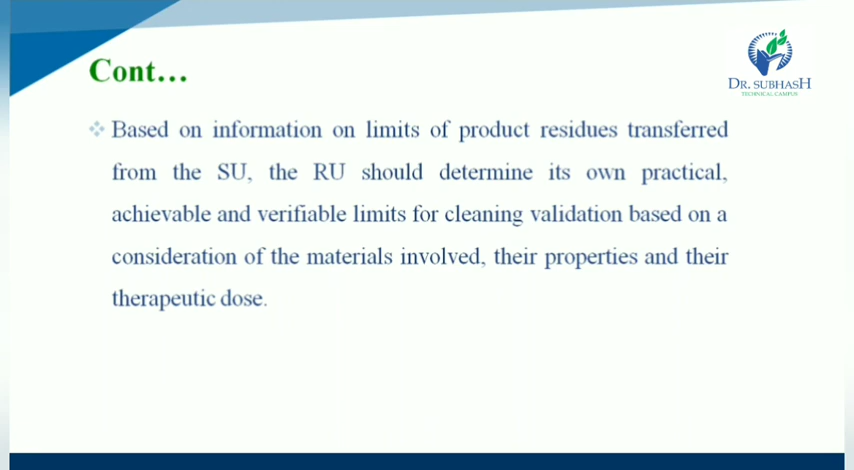 Cont...
DR. SUBHASH
TECHNICAL CAMPUS
❖ Based on information on limits of product residues transferred
from the SU, the RU should determine its own practical,
achievable and verifiable limits for cleaning validation based on a
consideration of the materials involved, their properties and their
therapeutic dose.